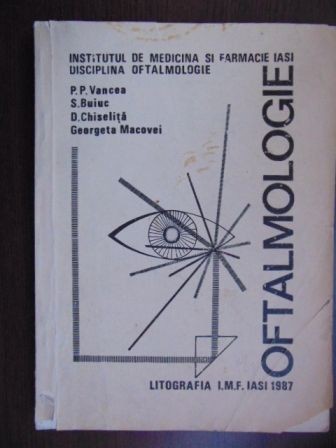 INSTITUTUL DE MEDICINA SI FARMACIE IASI
DISCIPLINA OFTALMOLOGIE
P.P.Vancea
S.Buiuc
D.Chiseliță
Georgeta Macovei
OFTALMOLOGIE
LITOGRAFIA I.M.F. IASI 1987